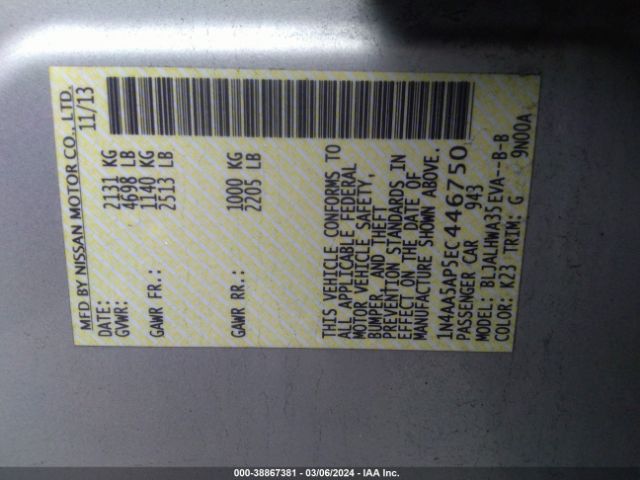 MFD BY NISSAN MOTOR CO., LTD.
DATE: 11/13
GVWR: 2131 KG
4698 LB
GAWR FR.: 1140 KG
2513 LB
GAWR RR.: 1000 KG
2205 LB
THIS VEHICLE CONFORMS TO
ALL APPLICABLE FEDERAL
MOTOR VEHICLE SAFETY,
BUMPER, AND THEFT
PREVENTION STANDARDS IN
EFFECT ON THE DATE OF
MANUFACTURE SHOWN ABOVE.
1N4AA5AP5EC446750
PASSENGER CAR 943
MODEL: BLJALHWA35EVA---B-B
COLOR: K23 TRIM: G 9N00A
000-38867381 | 03/06/2024 - IAA Inc.